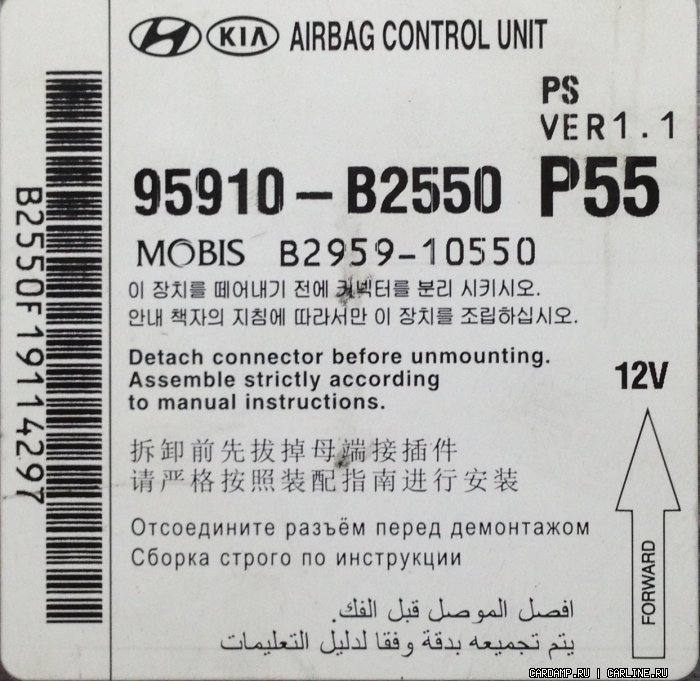 KIA AIRBAG CONTROL UNIT
PS
VER1.1
95910-B2550 P55
MOBIS B2959-10550
이 장치를 떼어내기 전에 커넥터를 분리 시키시오.
안내 책자의 지침에 따라서만 이 장치를 조립하십시오.
Detach connector before unmounting.
Assemble strictly according
to manual instructions.
12V
拆卸前先拔掉母端接插件
请严格按照装配指南进行安装
Отсоедините разъём перед демонтажом
Сборка строго по инструкции
افصل الموصل قبل الفك.
يتم تجميعه بدقة وفقا لدليل التعليمات
FORWARD
B2550F19114297
CARDAMP.RU | CARLINE.RU